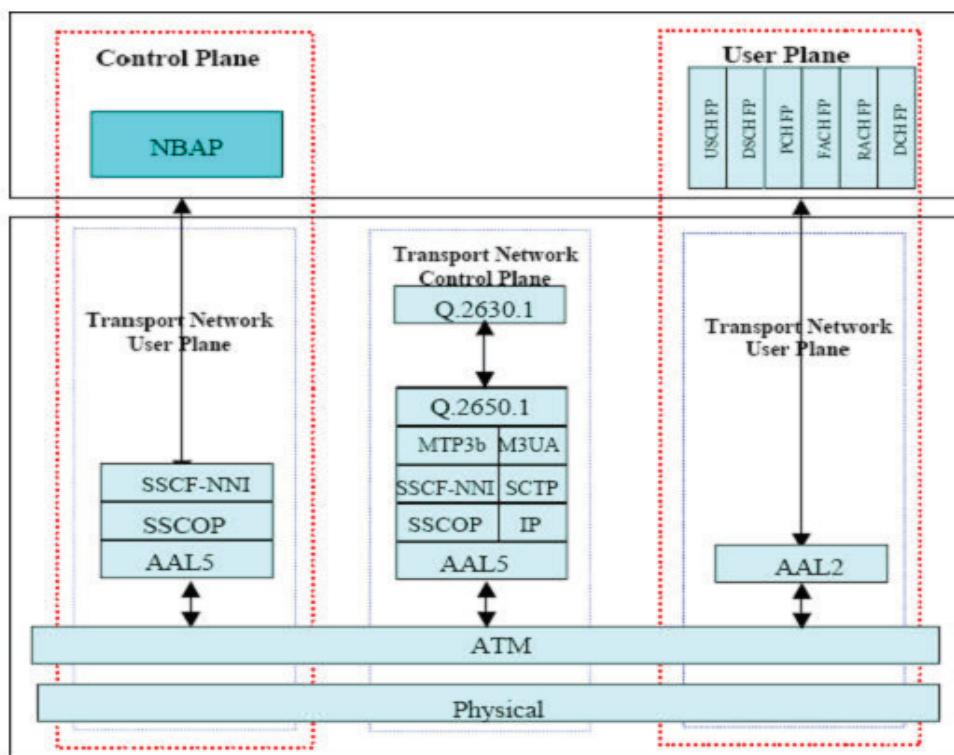 Control Plane
User Plane
NBAP
USCH FP
DSCH FP
PCH FP
FACH FP
RACH FP
DCH FP
Transport Network
Control Plane
Q.2630.1
Transport Network
User Plane
Transport Network
User Plane
Q.2650.1
MTP3b M3UA
SSCF-NNI
SSCF-NNI SCTP
SSCOP
SSCOP IP
AAL5
AAL5
AAL2
ATM
Physical